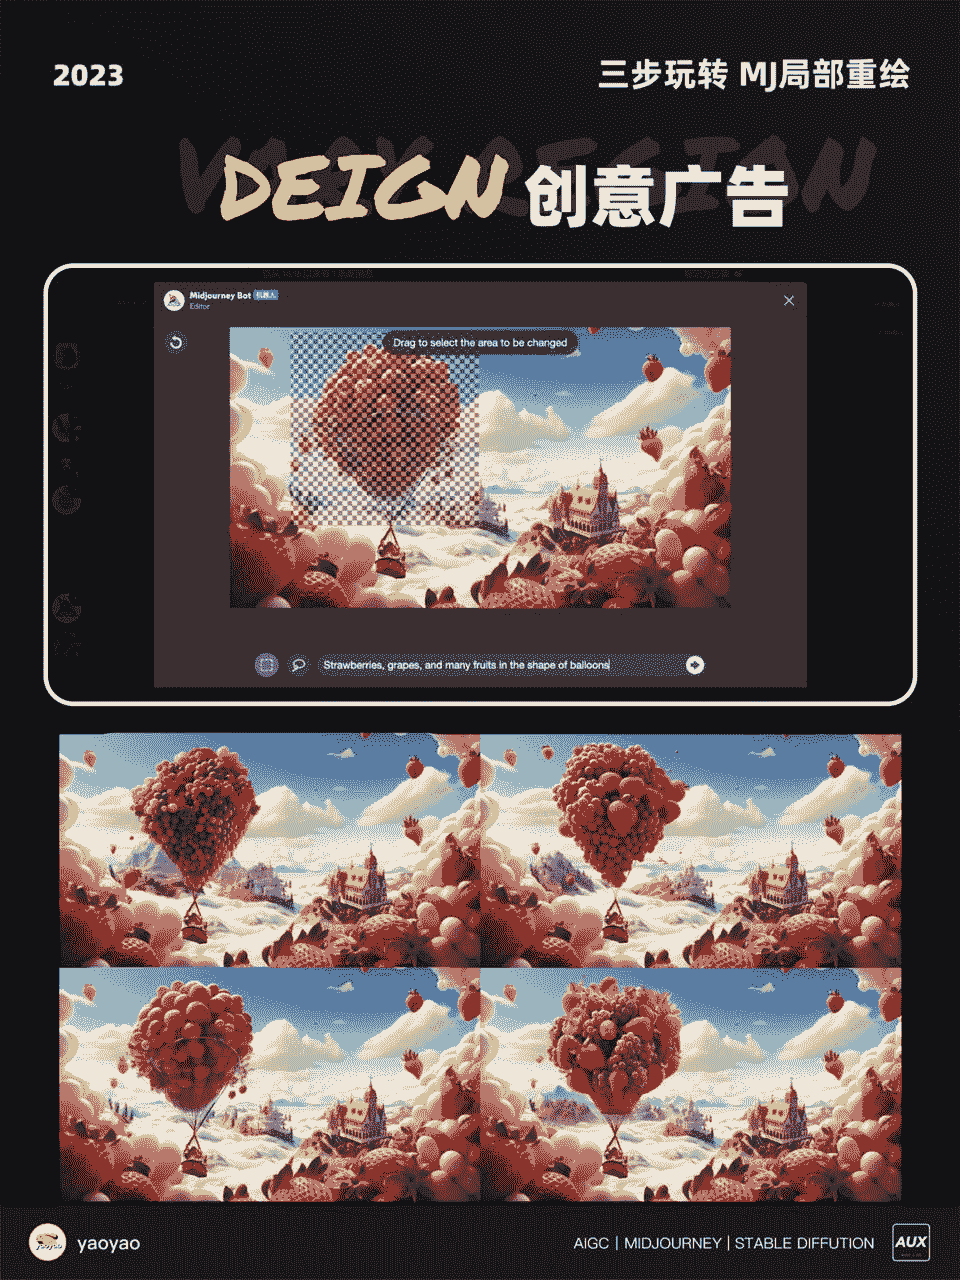 2023
三步玩转 MJ局部重绘
DEIGN 创意广告
Midjourney Bot 机器人
Editor
Drag to select the area to be changed
Strawberries, grapes, and many fruits in the shape of balloons
yaoyao
yaoyao
AIGC | MIDJOURNEY | STABLE DIFFUTION
AUX